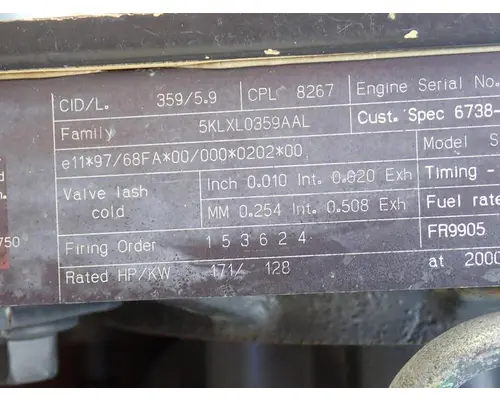 CID/L. 359/5.9 CPL 8267 Engine Serial No.
Family 5KLXL0359AAL Cust. Spec 6738-
e11*97/68FA*00/000*0202*00 Model S
Valve lash cold Inch 0.010 Int. 0.020 Exh Timing -
MM 0.254 Int. 0.508 Exh Fuel rate
750 Firing Order 1 5 3 6 2 4 FR9905
Rated HP/KW 171/ 128 at 2000